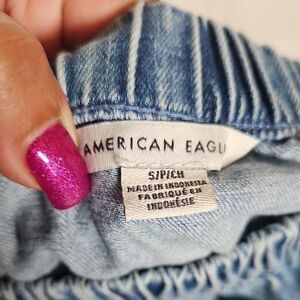 AMERICAN EAGL
S/P/CH
MADE IN INDONESIA
FABRIQUÉ EN
INDONÉSIE